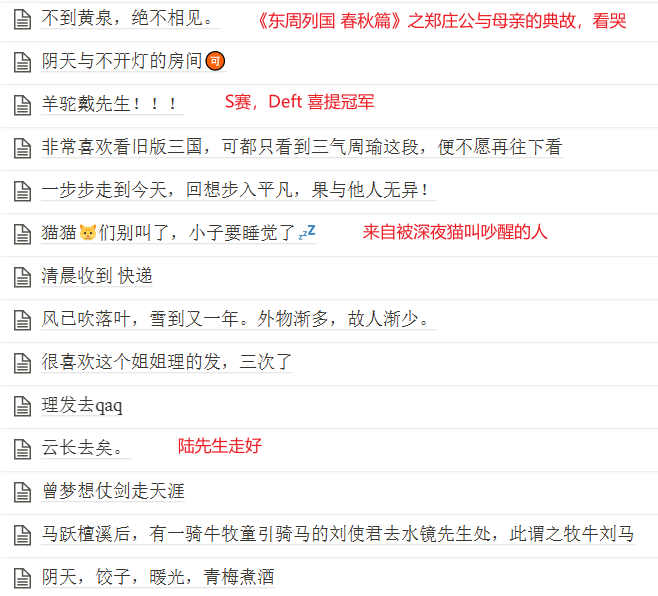 不到黄泉，绝不相见。 《东周列国 春秋篇》之郑庄公与母亲的典故，看哭
阴天与不开灯的房间🉑
羊驼戴先生！！！ S赛，Deft 喜提冠军
非常喜欢看旧版三国，可都只看到三气周瑜这段，便不愿再往下看
一步步走到今天，回想步入平凡，果与他人无异！
猫猫🐱们别叫了，小子要睡觉了💤 来自被深夜猫叫吵醒的人
清晨收到 快递
风已吹落叶，雪到又一年。外物渐多，故人渐少。
很喜欢这个姐姐理的发，三次了
理发去qaq
云长去矣。 陆先生走好
曾梦想仗剑走天涯
马跃檀溪后，有一骑牛牧童引骑马的刘使君去水镜先生处，此谓之牧牛刘马
阴天，饺子，暖光，青梅煮酒